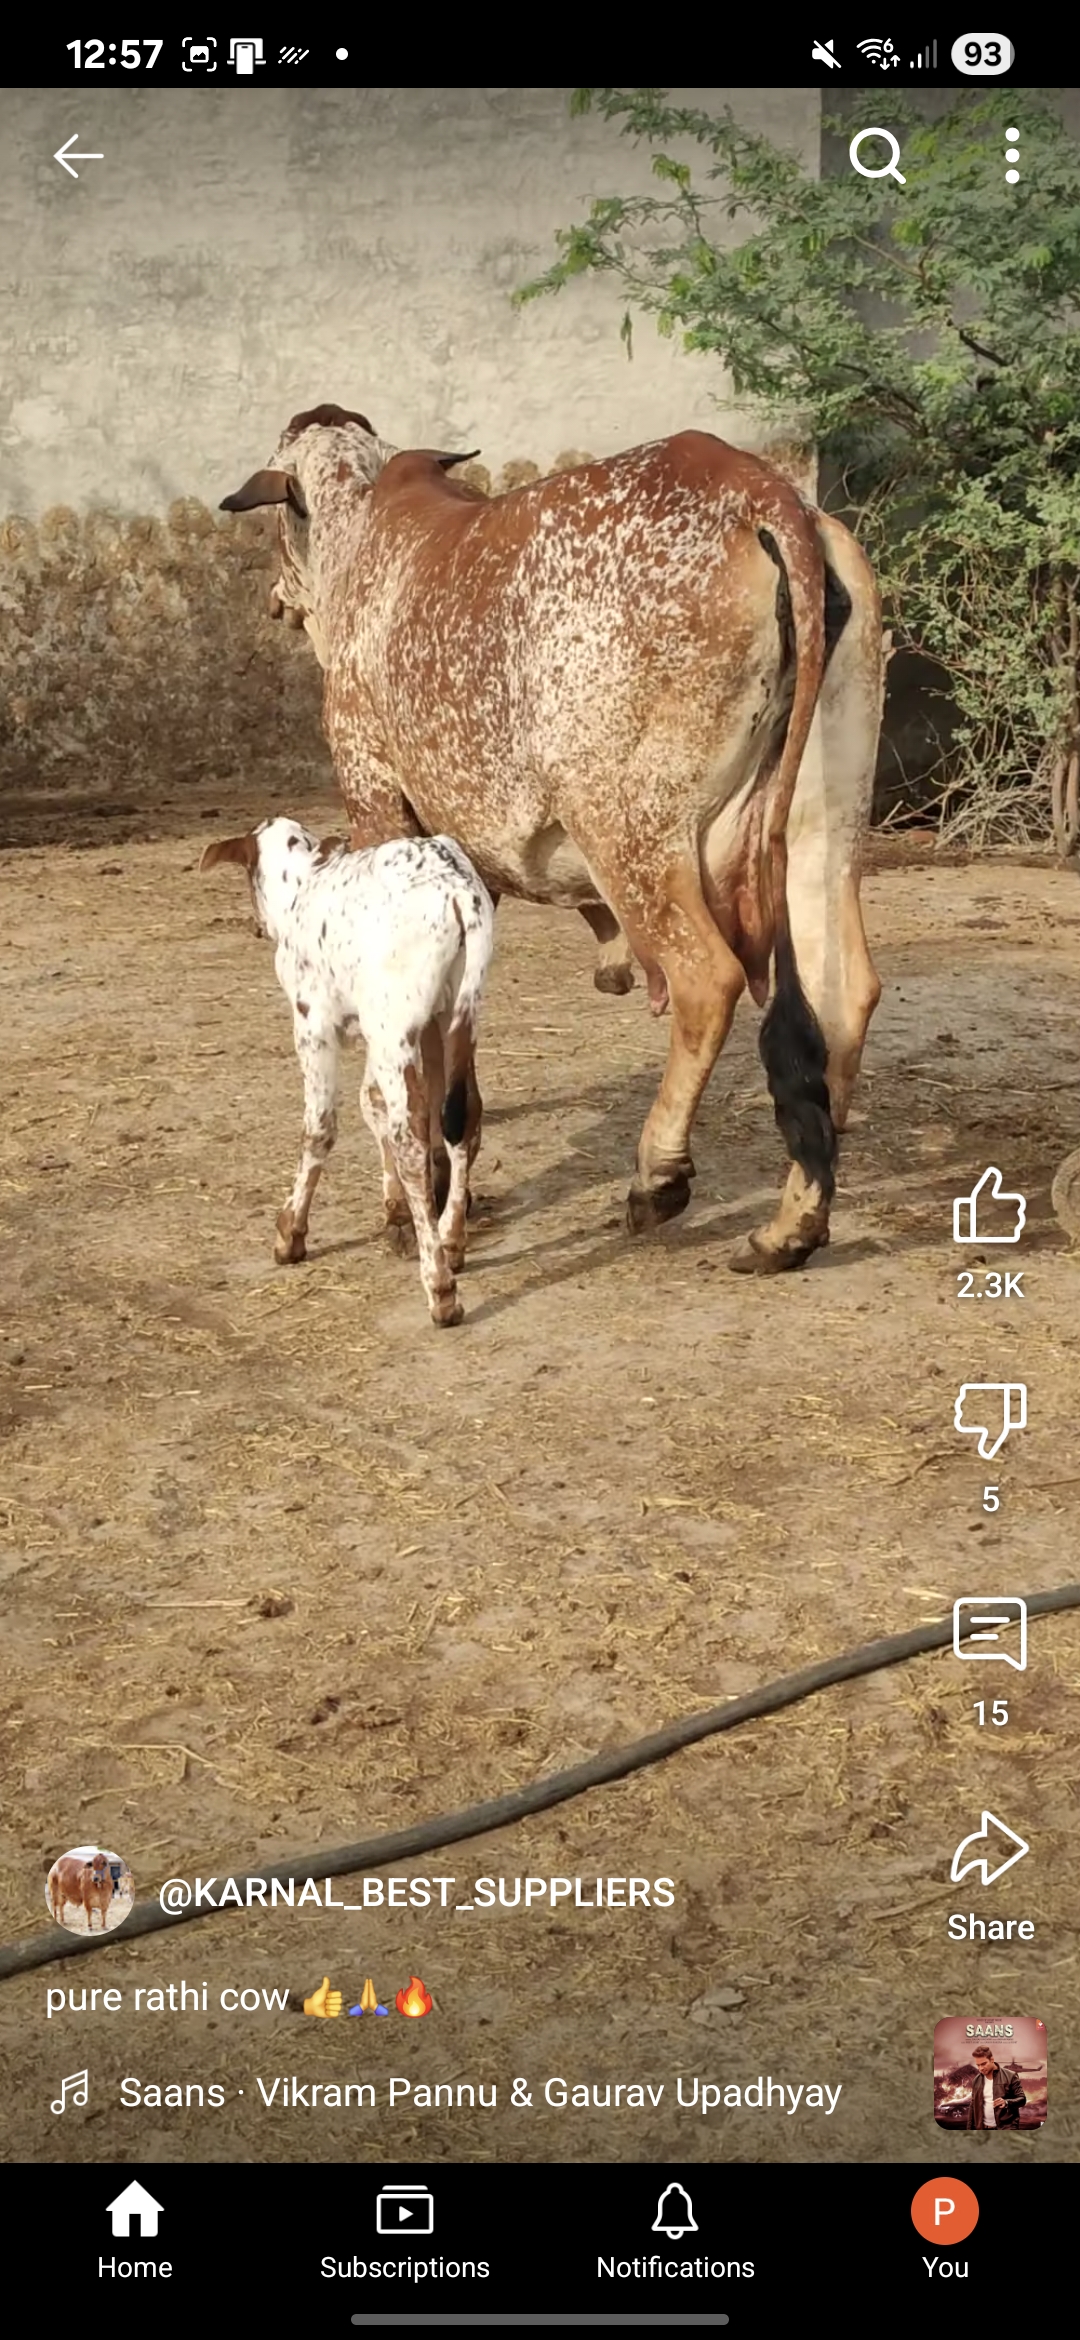 12:57
93
2.3K
5
15
Share
@KARNAL_BEST_SUPPLIERS
pure rathi cow 👍🙏🔥
Saans · Vikram Pannu & Gaurav Upadhyay
SAANS
Home
Subscriptions
Notifications
P
You